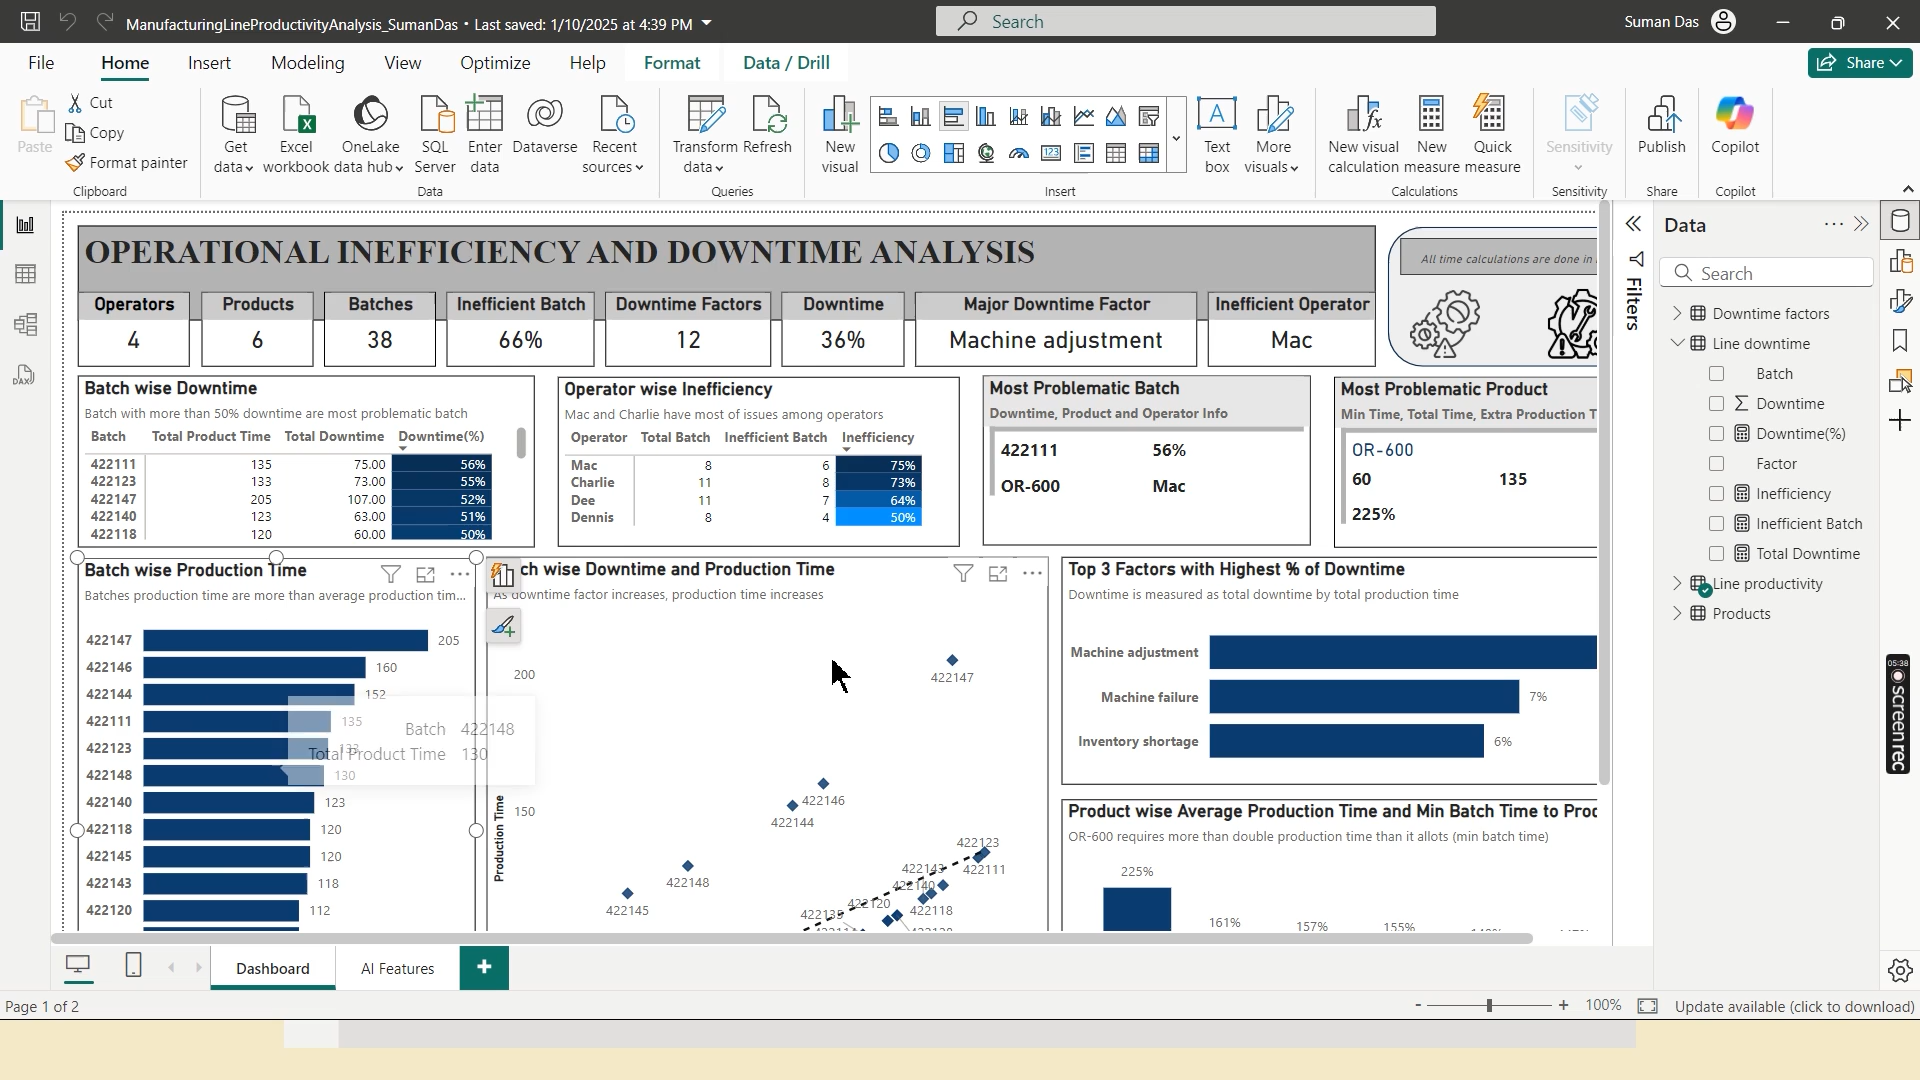 ManufacturingLineProductivityAnalysis_SumanDas • Last saved: 1/10/2025 at 4:39 PM
Search
Suman Das
File Home Insert Modeling View Optimize Help Format Data / Drill
Share
Paste
Cut
Copy
Format painter
Clipboard
Get data
Excel workbook
OneLake data hub
SQL Server
Enter data
Dataverse
Recent sources
Data
Transform data
Refresh
Queries
New visual
Text box
More visuals
Insert
New visual calculation
New measure
Quick measure
Calculations
Sensitivity
Sensitivity
Publish
Share
Copilot
Copilot
OPERATIONAL INEFFICIENCY AND DOWNTIME ANALYSIS
All time calculations are done in
Operators Products Batches Inefficient Batch Downtime Factors Downtime Major Downtime Factor Inefficient Operator
4 6 38 66% 12 36% Machine adjustment Mac
Batch wise Downtime
Batch with more than 50% downtime are most problematic batch
Batch Total Product Time Total Downtime Downtime(%)
422111 135 75.00 56%
422123 133 73.00 55%
422147 205 107.00 52%
422140 123 63.00 51%
422118 120 60.00 50%
Operator wise Inefficiency
Mac and Charlie have most of issues among operators
Operator Total Batch Inefficient Batch Inefficiency
Mac 8 6 75%
Charlie 11 8 73%
Dee 11 7 64%
Dennis 8 4 50%
Most Problematic Batch
Downtime, Product and Operator Info
422111 56%
OR-600 Mac
Most Problematic Product
Min Time, Total Time, Extra Production T
OR-600
60 135
225%
Batch wise Production Time
Batches production time are more than average production tim...
422147 205
422146 160
422144 152
422111 135
422123 133
422148 130
422140 123
422118 120
422145 120
422143 118
422120 112
Batch 422148
Total Product Time 130
ch wise Downtime and Production Time
As downtime factor increases, production time increases
Production Time
200
150
422147
422146
422144
422123
422143
422111
422148
422140
422120
422145
422118
Top 3 Factors with Highest % of Downtime
Downtime is measured as total downtime by total production time
Machine adjustment
Machine failure 7%
Inventory shortage 6%
Product wise Average Production Time and Min Batch Time to Proc
OR-600 requires more than double production time than it allots (min batch time)
225%
161%
157%
155%
Filters
Data
Search
Downtime factors
Line downtime
Batch
Downtime
Downtime(%)
Factor
Inefficiency
Inefficient Batch
Total Downtime
Line productivity
Products
05:38
screenrec
Dashboard
AI Features
Page 1 of 2
100%
Update available (click to download)